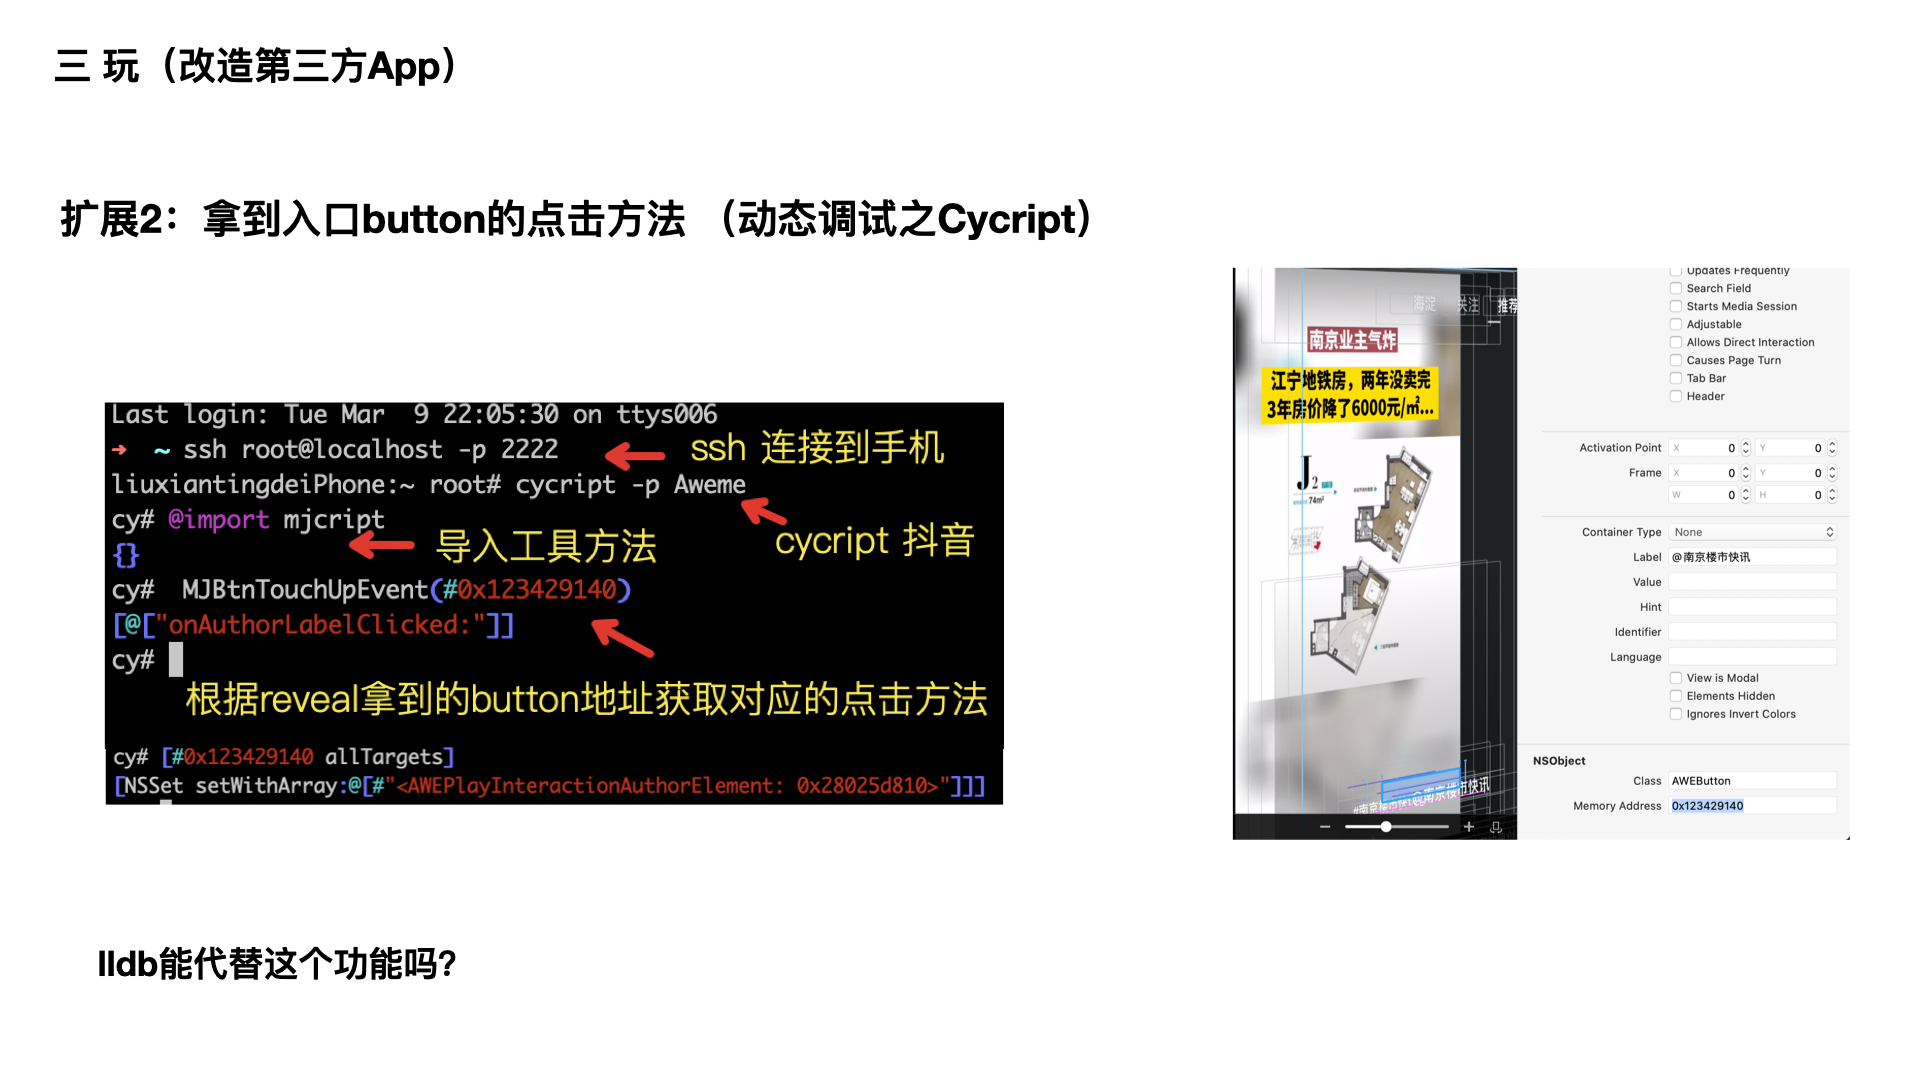 三 玩（改造第三方App）
扩展2：拿到入口button的点击方法 （动态调试之Cycript）
Last login: Tue Mar  9 22:05:30 on ttys006
➜  ~ ssh root@localhost -p 2222
ssh 连接到手机
liuxiantingdeiPhone:~ root# cycript -p Aweme
cycript 抖音
cy# @import mjcript
导入工具方法
{}
cy#  MJBtnTouchUpEvent(#0x123429140)
[@["onAuthorLabelClicked:"]]
cy#
根据reveal拿到的button地址获取对应的点击方法
cy# [#0x123429140 allTargets]
[NSSet setWithArray:@[#"<AWEPlayInteractionAuthorElement: 0x28025d810>"]]]
海淀 关注 推荐
南京业主气炸
江宁地铁房，两年没卖完
3年房价降了6000元/㎡...
J2
74m²
@南京楼市快讯
Updates Frequently
Search Field
Starts Media Session
Adjustable
Allows Direct Interaction
Causes Page Turn
Tab Bar
Header
Activation Point X 0 Y 0
Frame X 0 Y 0
W 0 H 0
Container Type None
Label @南京楼市快讯
Value
Hint
Identifier
Language
View is Modal
Elements Hidden
Ignores Invert Colors
NSObject
Class AWEButton
Memory Address 0x123429140
lldb能代替这个功能吗?